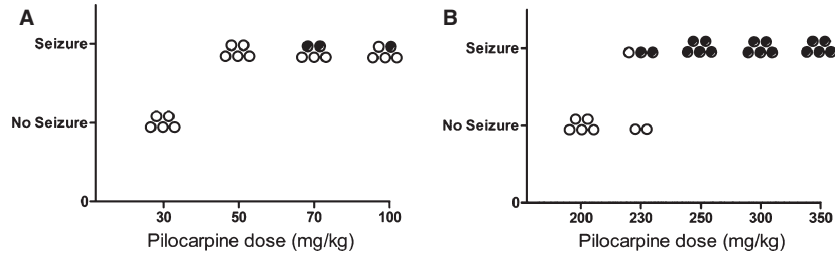 A
Seizure
No Seizure
0
30 50 70 100
Pilocarpine dose (mg/kg)
B
Seizure
No Seizure
0
200 230 250 300 350
Pilocarpine dose (mg/kg)